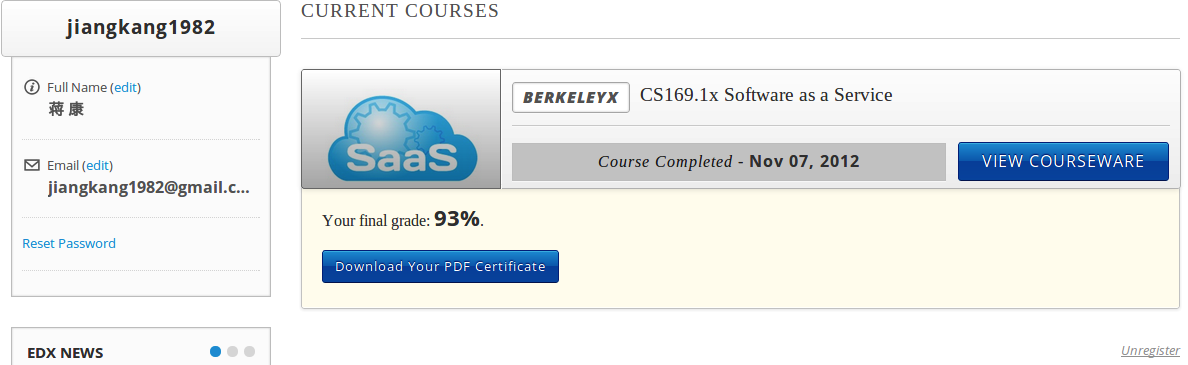 jiangkang1982
Full Name (edit)
蒋 康
Email (edit)
jiangkang1982@gmail.c...
Reset Password
EDX NEWS
CURRENT COURSES
SaaS
BERKELEYX CS169.1x Software as a Service
Course Completed - Nov 07, 2012
VIEW COURSEWARE
Your final grade: 93%.
Download Your PDF Certificate
Unregister